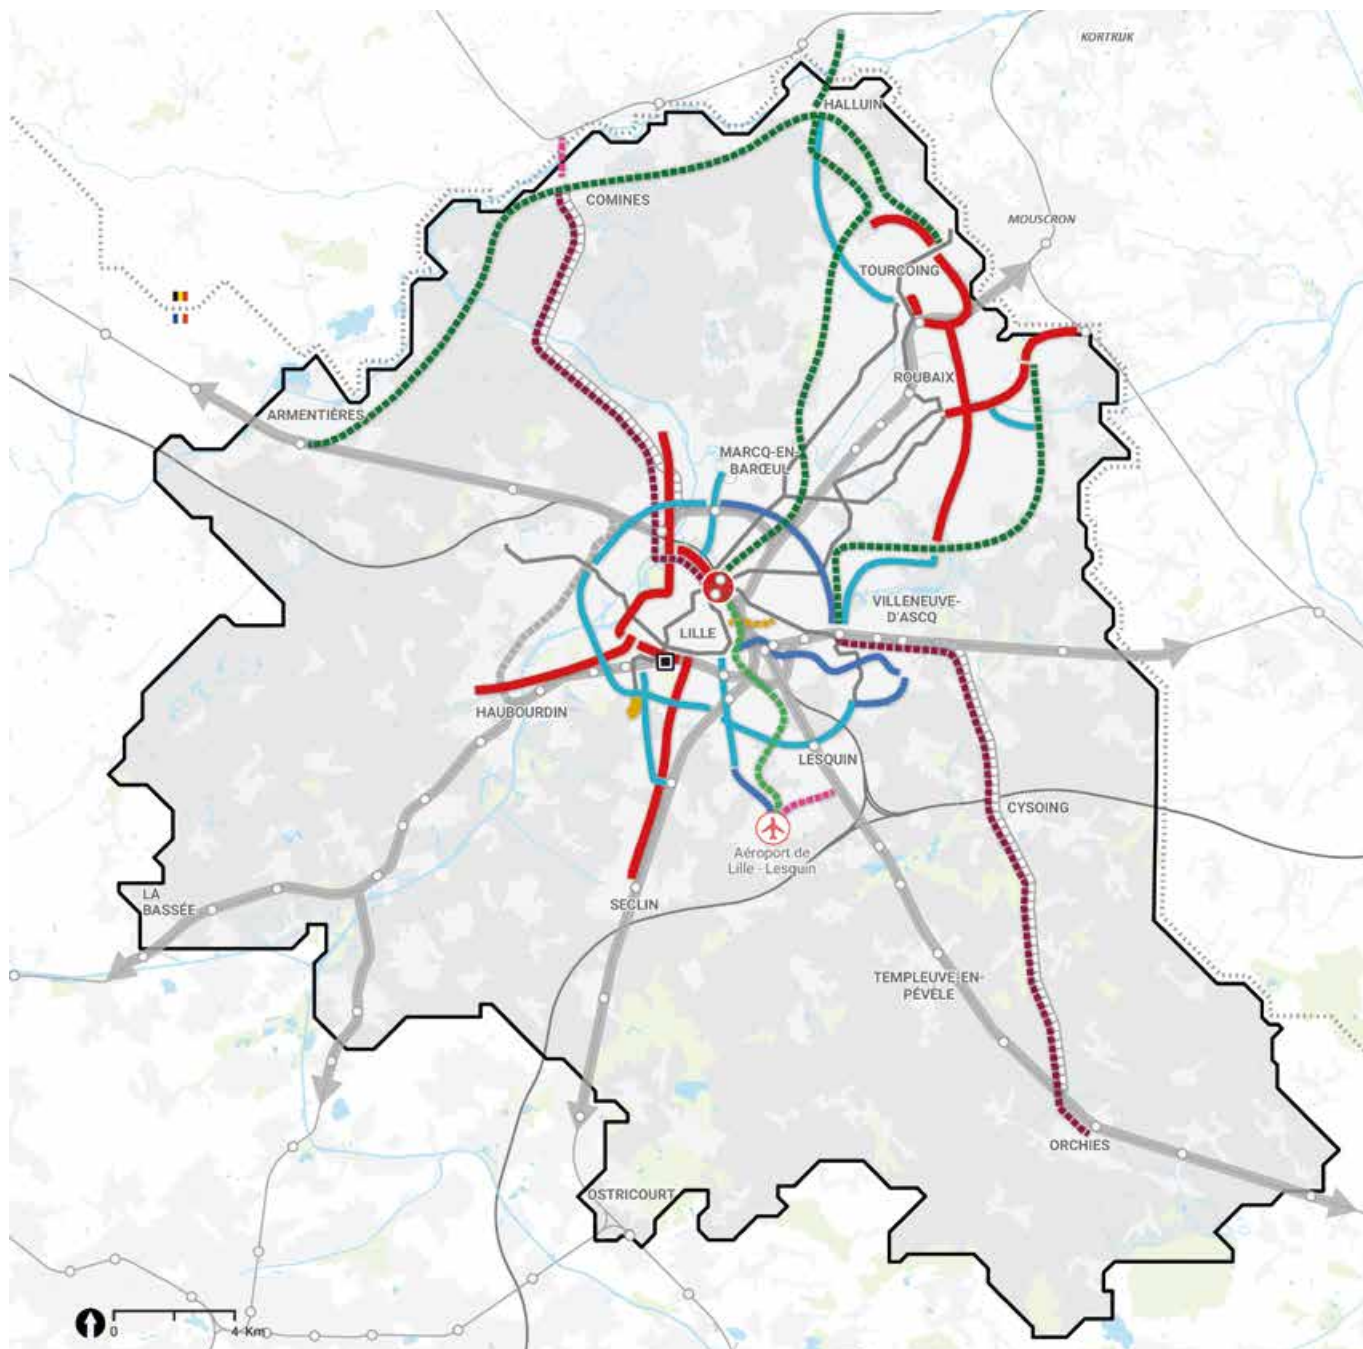 KORTRIJK
HALLUIN
COMINES
MOUSCRON
TOURCOING
ROUBAIX
ARMENTIÈRES
MARCQ-EN-
BARŒUL
VILLENEUVE-
D'ASCQ
LILLE
HAUBOURDIN
LESQUIN
CYSOING
Aéroport de
Lille - Lesquin
LA
BASSÉE
SECLIN
TEMPLEUVE-EN-
PÉVÈLE
ORCHIES
OSTRICOURT
0 4 Km